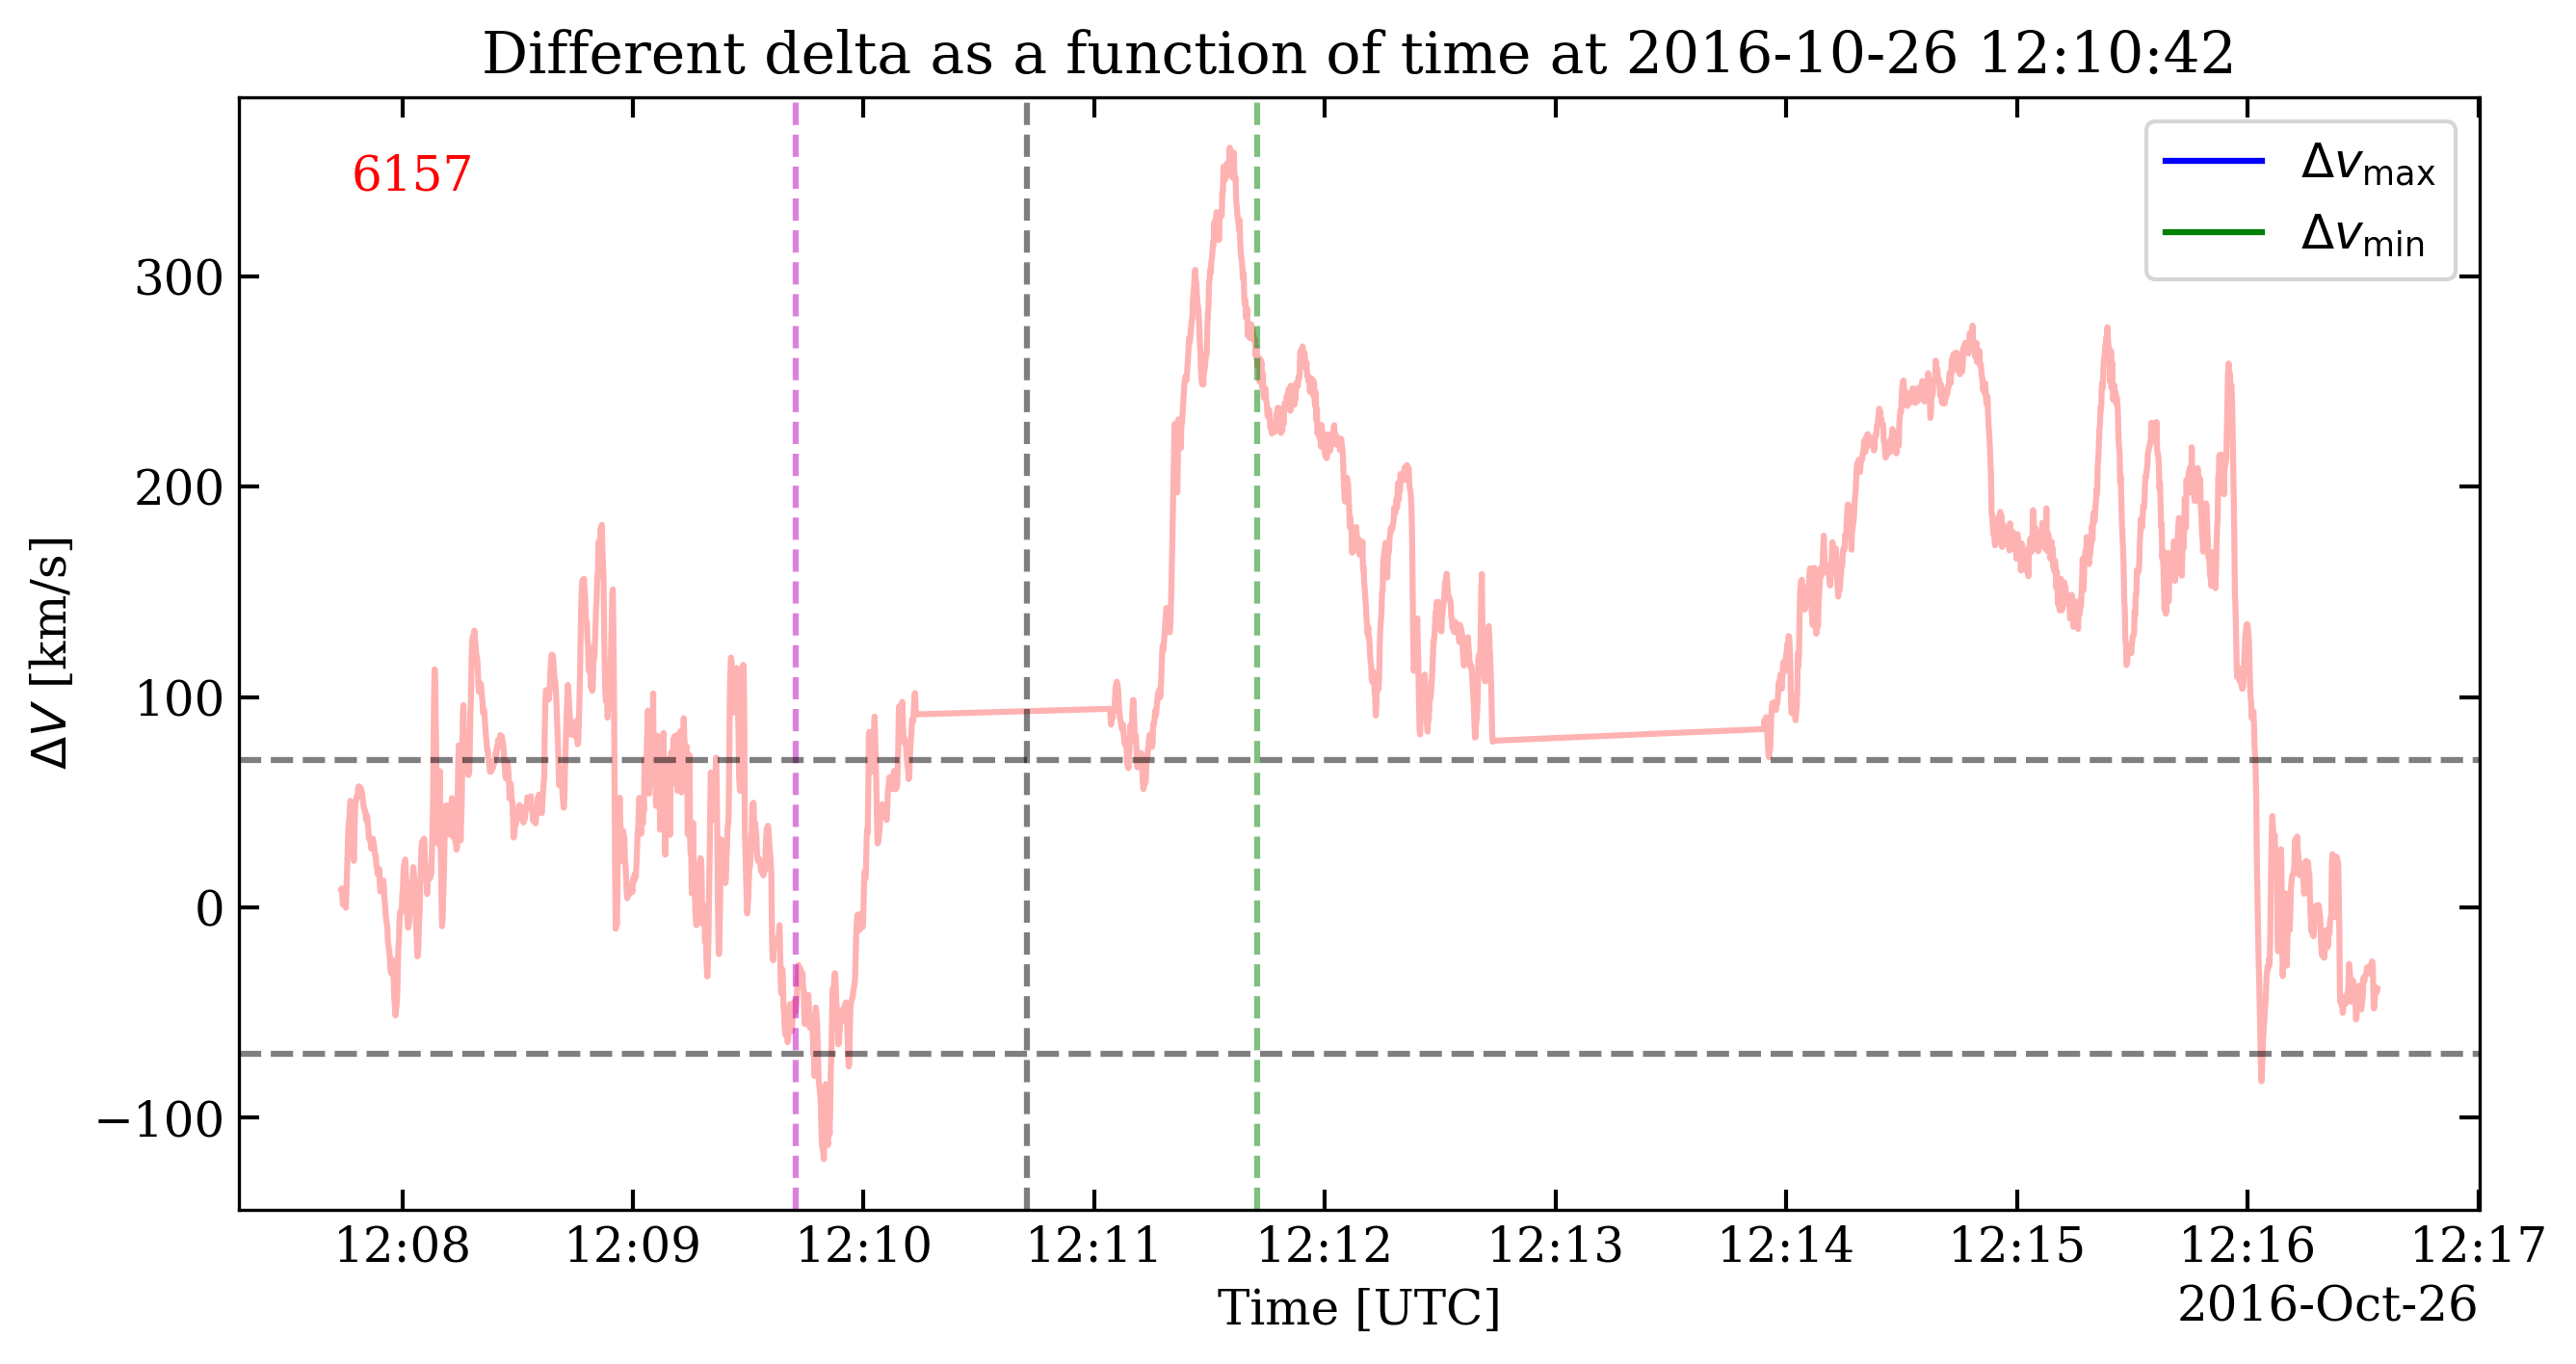 Different delta as a function of time at 2016-10-26 12:10:42
6157
Δv_max
Δv_min
300
200
100
0
−100
ΔV [km/s]
12:08 12:09 12:10 12:11 12:12 12:13 12:14 12:15 12:16 12:17
Time [UTC]
2016-Oct-26